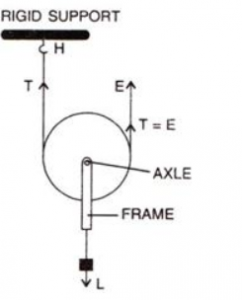 RIGID SUPPORT
H
T
E
T = E
AXLE
FRAME
L